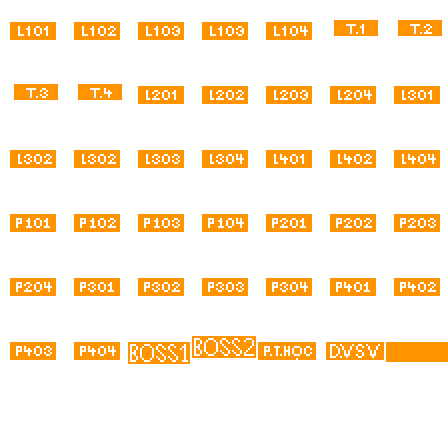 L101 L102 L103 L103 L104 T.1 T.2
T.3 T.4 L201 L202 L203 L204 L301
L302 L302 L303 L304 L401 L402 L404
P101 P102 P103 P104 P201 P202 P203
P204 P301 P302 P303 P304 P401 P402
P403 P404 BOSS1 BOSS2 P.T.HỌC D.V.S.V